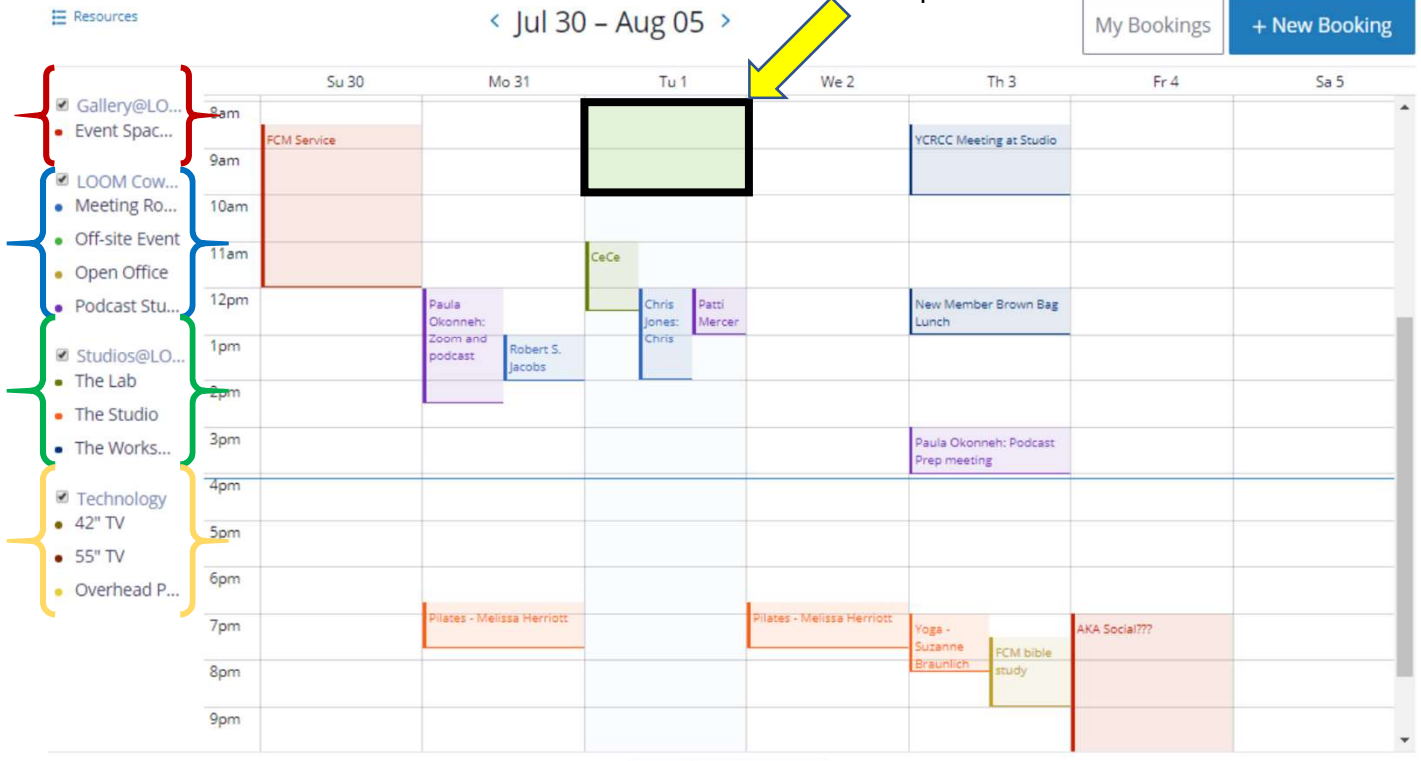 Resources
Jul 30 – Aug 05
My Bookings
+ New Booking
Su 30
Mo 31
Tu 1
We 2
Th 3
Fr 4
Sa 5
Gallery@LO...
Event Spac...
LOOM Cow...
Meeting Ro...
Off-site Event
Open Office
Podcast Stu...
Studios@LO...
The Lab
The Studio
The Works...
Technology
42" TV
55" TV
Overhead P...
8am
9am
10am
11am
12pm
1pm
2pm
3pm
4pm
5pm
6pm
7pm
8pm
9pm
FCM Service
Paula
Okonneh:
Zoom and
podcast
Robert S.
Jacobs
Pilates - Melissa Herriott
CeCe
Chris
Jones:
Chris
Patti
Mercer
Pilates - Melissa Herriott
YCRCC Meeting at Studio
New Member Brown Bag
Lunch
Paula Okonneh: Podcast
Prep meeting
Yoga -
Suzanne
Braunlich
FCM bible
study
AKA Social???